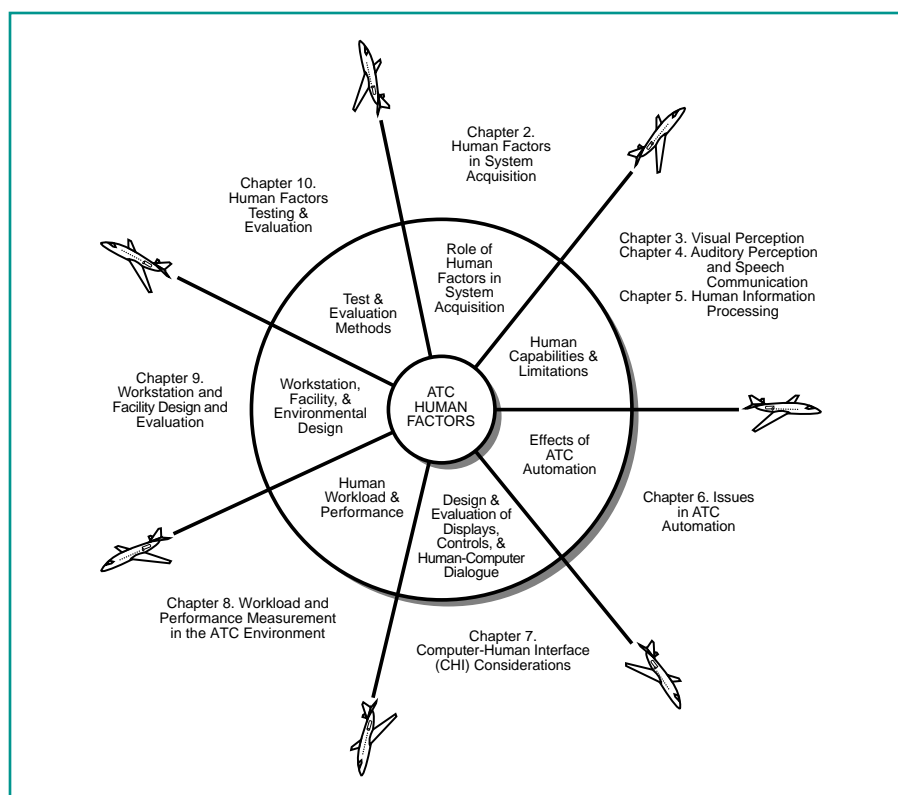 Chapter 2.
Human Factors
in System
Acquisition
Chapter 10.
Human Factors
Testing &
Evaluation
Chapter 3. Visual Perception
Chapter 4. Auditory Perception
and Speech
Communication
Chapter 5. Human Information
Processing
Role of
Human
Factors in
System
Acquisition
Test &
Evaluation
Methods
Human
Capabilities &
Limitations
Chapter 9.
Workstation and
Facility Design and
Evaluation
Workstation,
Facility, &
Environmental
Design
ATC
HUMAN
FACTORS
Effects of
ATC
Automation
Human
Workload &
Performance
Design &
Evaluation of
Displays,
Controls, &
Human-Computer
Dialogue
Chapter 6. Issues
in ATC
Automation
Chapter 8. Workload and
Performance Measurement
in the ATC Environment
Chapter 7.
Computer-Human Interface
(CHI) Considerations